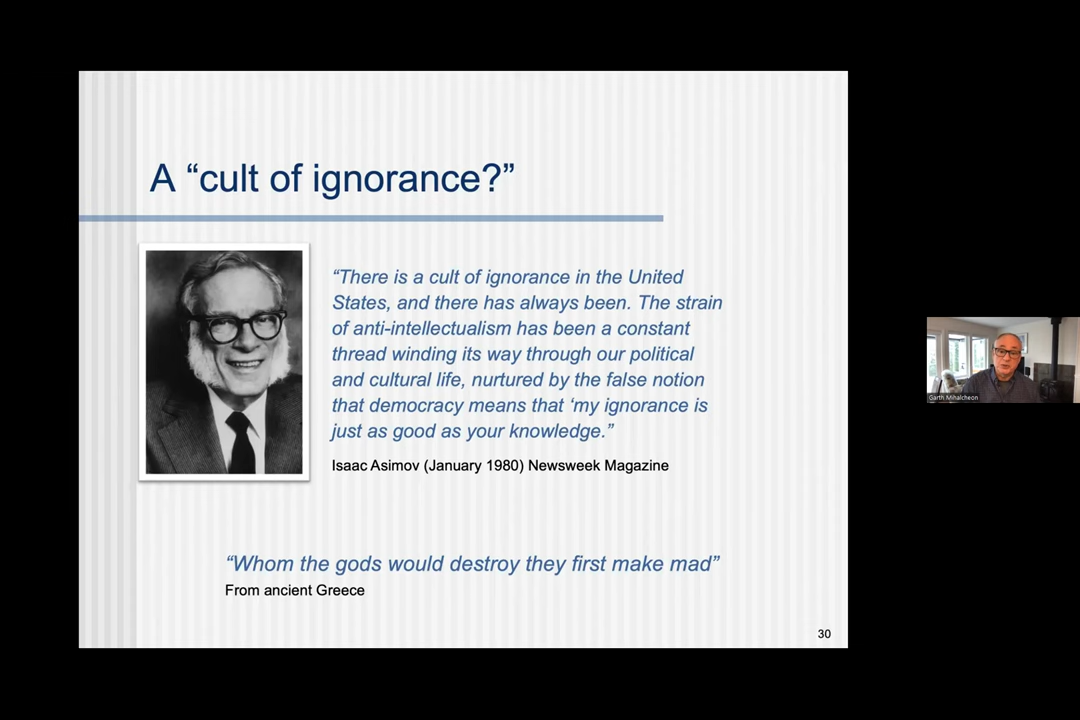 A “cult of ignorance?”
“There is a cult of ignorance in the United
States, and there has always been. The strain
of anti-intellectualism has been a constant
thread winding its way through our political
and cultural life, nurtured by the false notion
that democracy means that ‘my ignorance is
just as good as your knowledge.”
Isaac Asimov (January 1980) Newsweek Magazine
“Whom the gods would destroy they first make mad”
From ancient Greece
30
Garth Mihalcheon